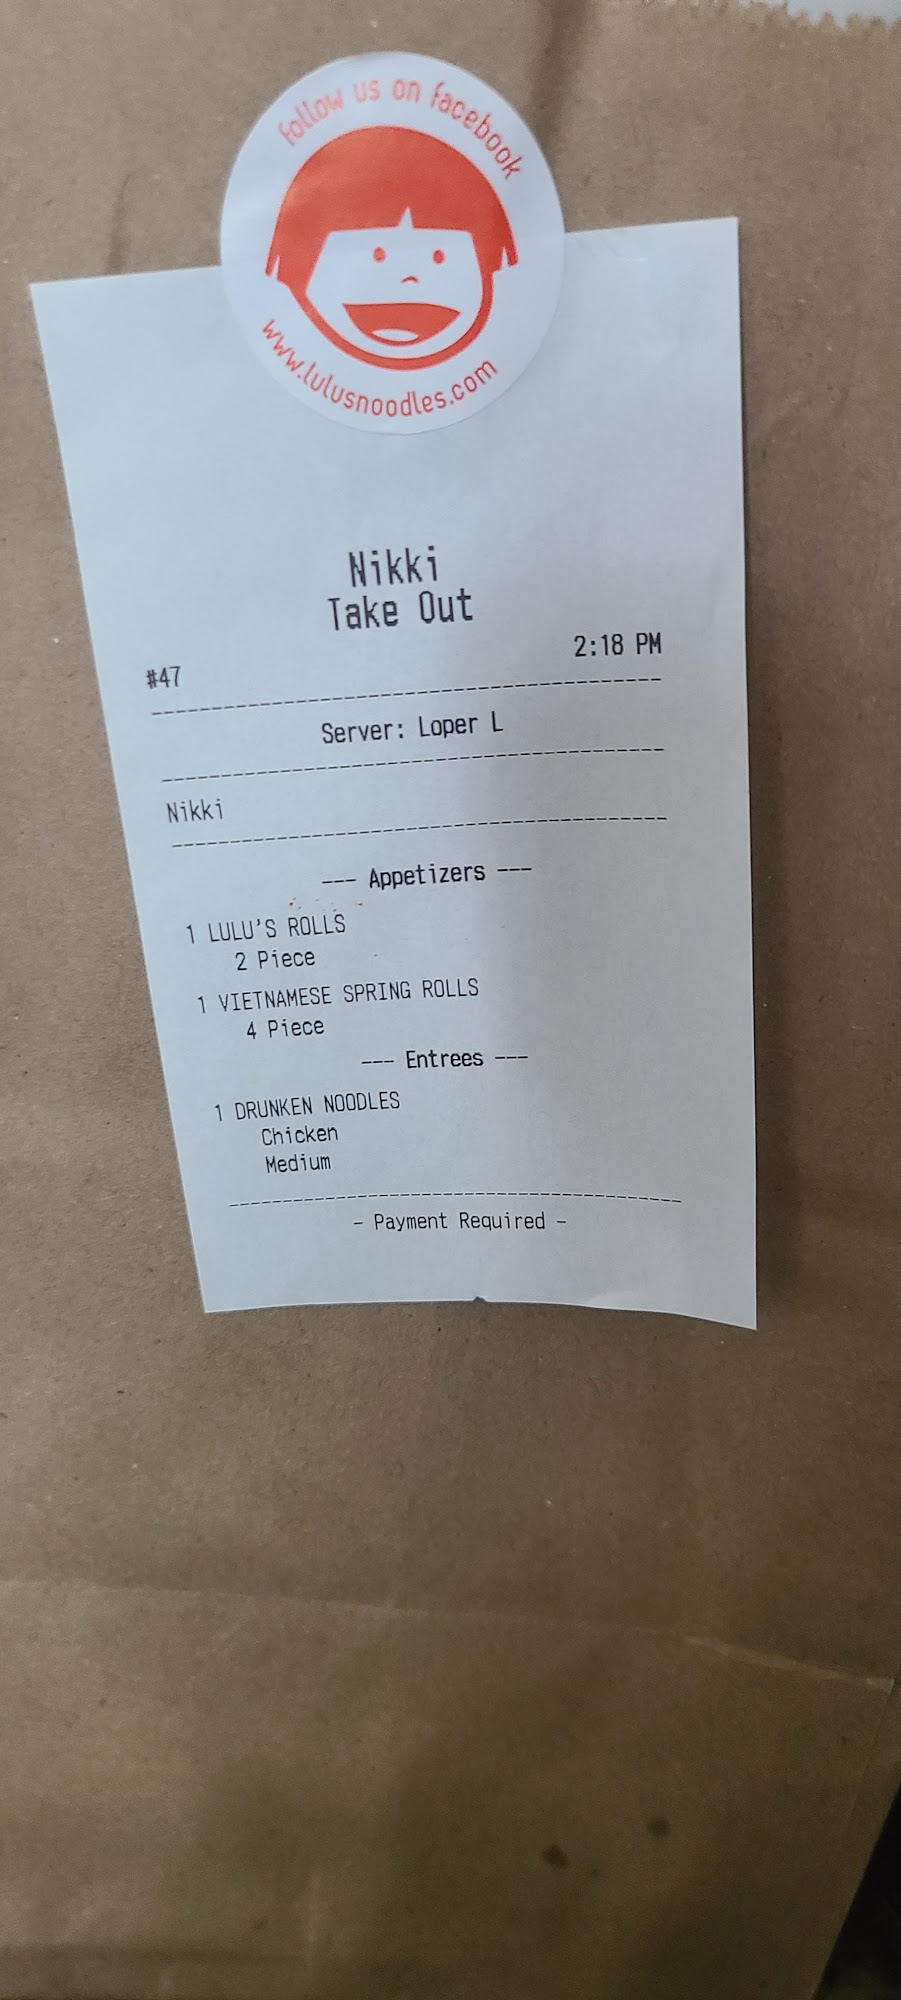 follow us on facebook
www.lulusnoodles.com
Nikki
Take Out
#47 2:18 PM
Server: Loper L
Nikki
--- Appetizers ---
1 LULU'S ROLLS
2 Piece
1 VIETNAMESE SPRING ROLLS
4 Piece
--- Entrees ---
1 DRUNKEN NOODLES
Chicken
Medium
- Payment Required -